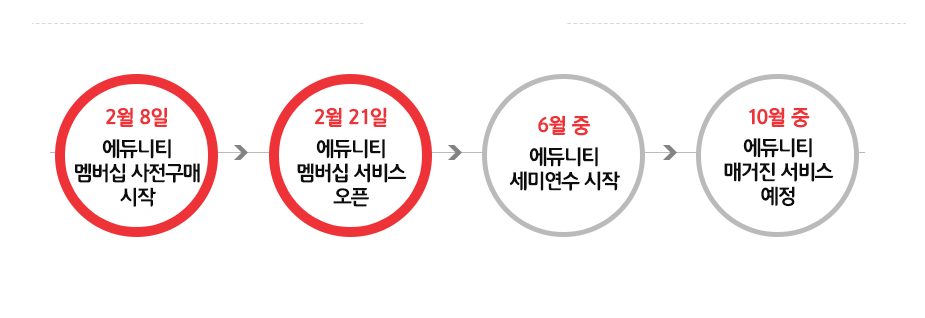 2월 8일
에듀니티
멤버십 사전구매
시작
2월 21일
에듀니티
멤버십 서비스
오픈
6월 중
에듀니티
세미연수 시작
10월 중
에듀니티
매거진 서비스
예정